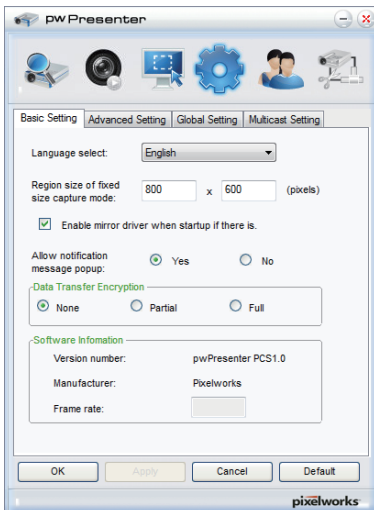 pwPresenter
Basic Setting Advanced Setting Global Setting Multicast Setting
Language select: English
Region size of fixed size capture mode: 800 x 600 (pixels)
Enable mirror driver when startup if there is.
Allow notification message popup: Yes No
Data Transfer Encryption
None Partial Full
Software Infomation
Version number: pwPresenter PCS1.0
Manufacturer: Pixelworks
Frame rate:
OK Apply Cancel Default
pixelworks